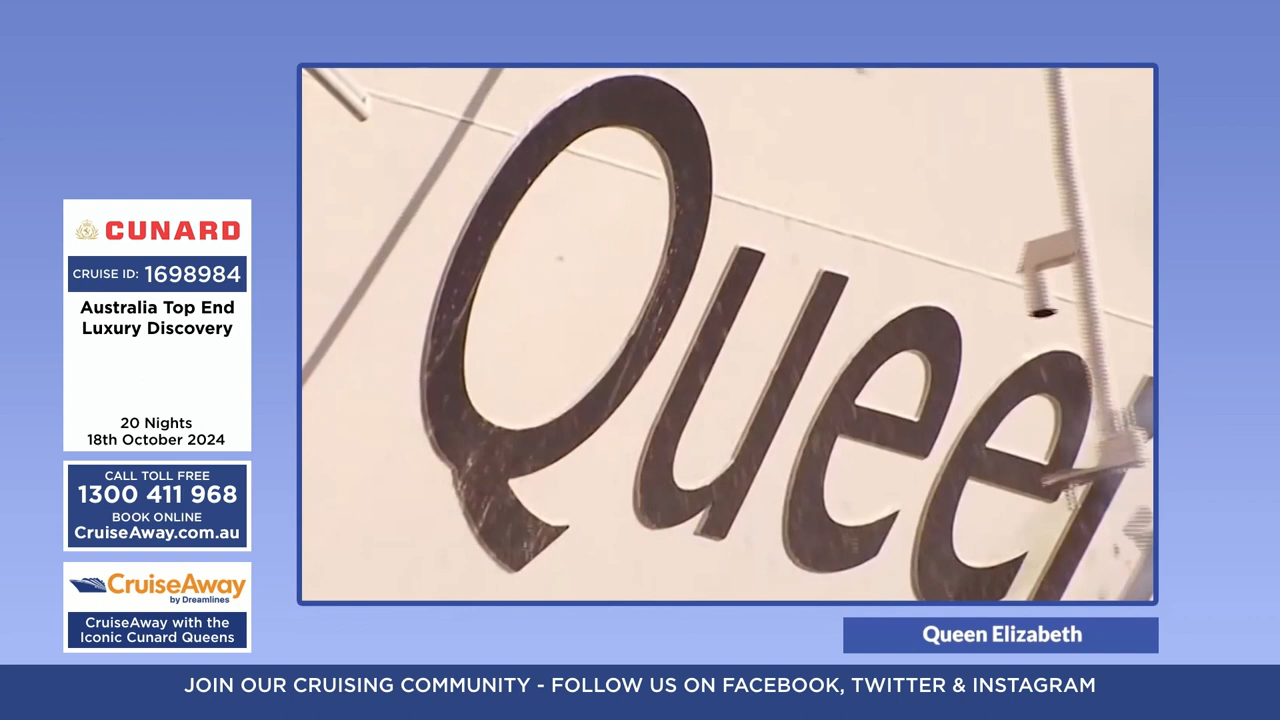 CUNARD
CRUISE ID: 1698984
Australia Top End
Luxury Discovery
20 Nights
18th October 2024
CALL TOLL FREE
1300 411 968
BOOK ONLINE
CruiseAway.com.au
CruiseAway
by Dreamlines
CruiseAway with the
Iconic Cunard Queens
Queen
Queen Elizabeth
JOIN OUR CRUISING COMMUNITY - FOLLOW US ON FACEBOOK, TWITTER & INSTAGRAM